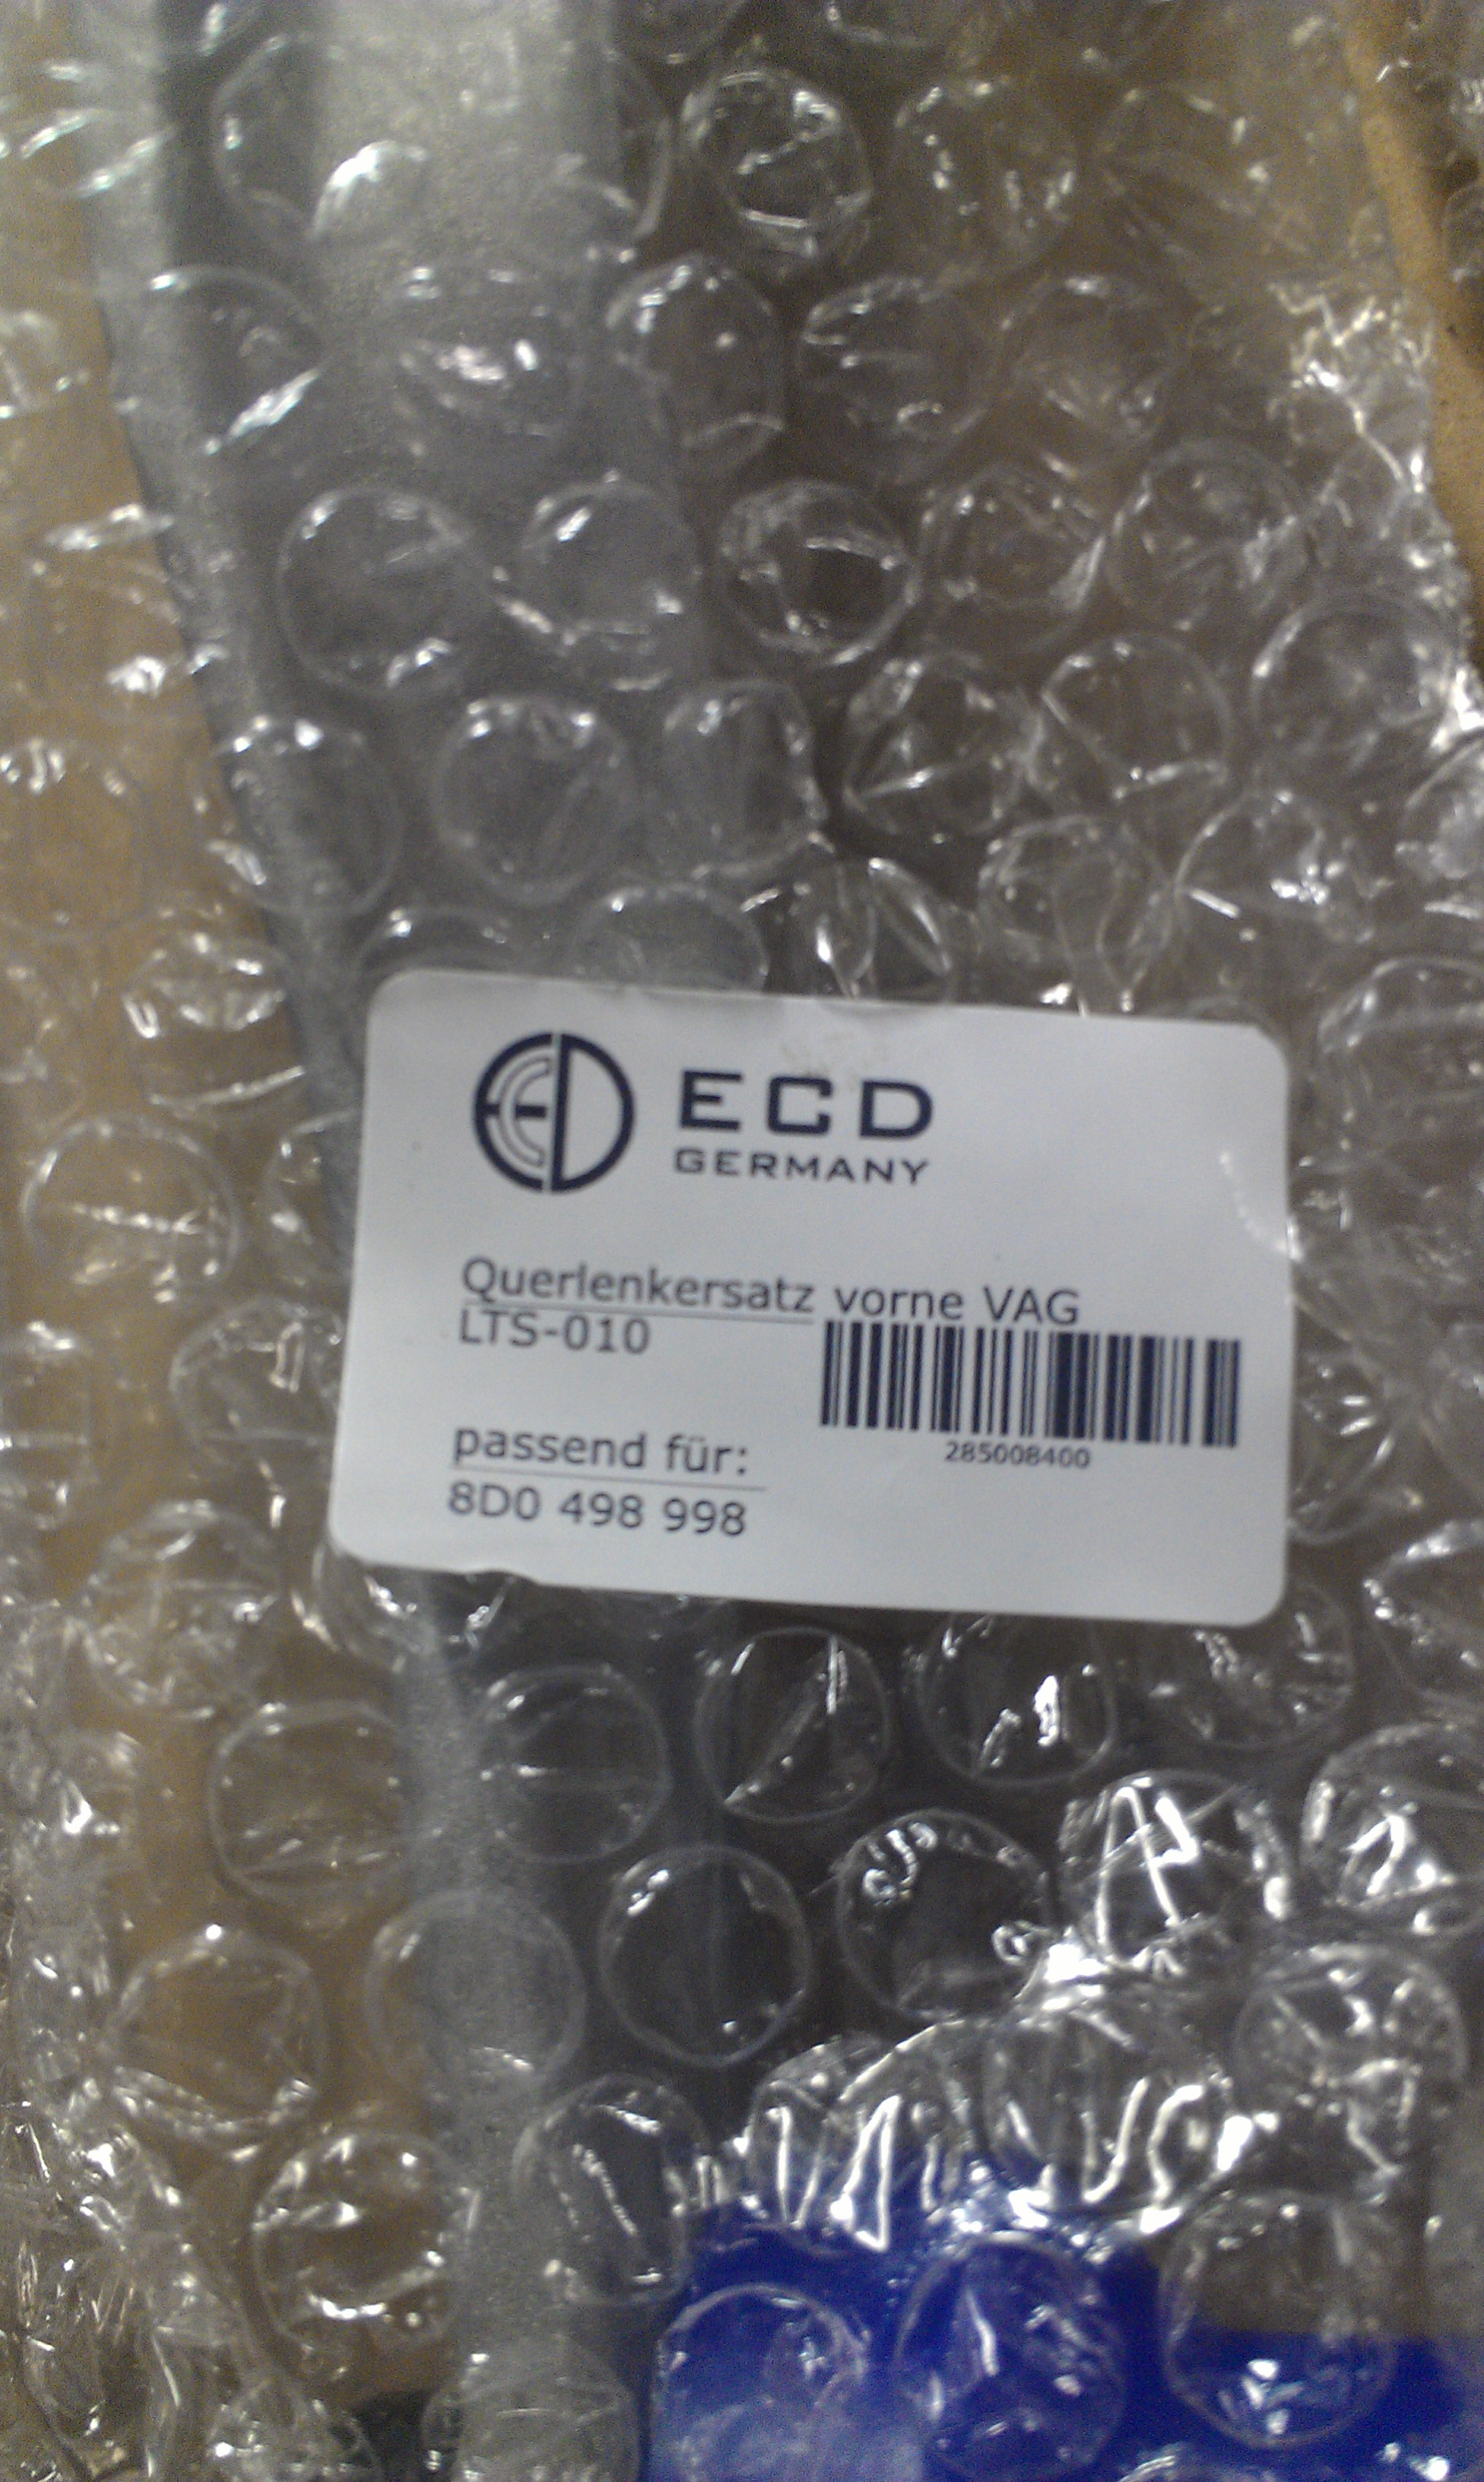 ECD
GERMANY
Querlenkersatz vorne VAG
LTS-010
285008400
passend für:
8D0 498 998